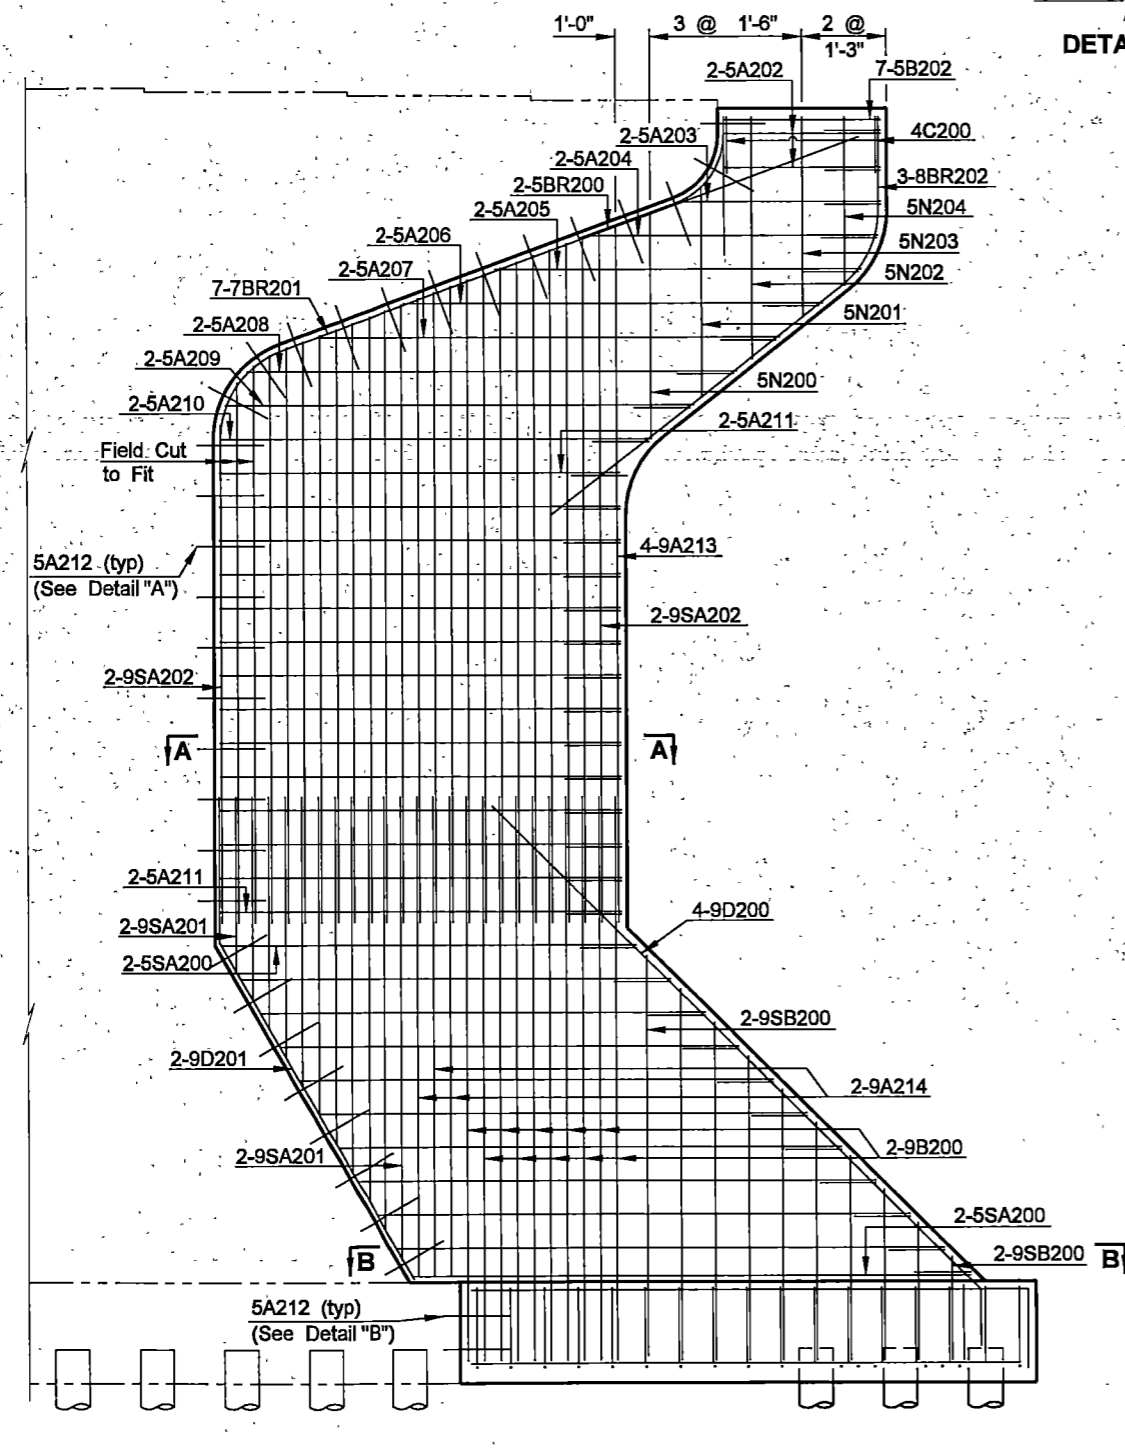 1'-0"
3 @ 1'-6"
2 @
1'-3"
DETA
2-5A202
7-5B202
2-5A203
4C200
2-5A204
3-8BR202
2-5BR200
5N204
2-5A205
5N203
2-5A206
5N202
2-5A207
7-7BR201
5N201
2-5A208
2-5A209
5N200
2-5A210
2-5A211
Field Cut
to Fit
4-9A213
5A212 (typ)
(See Detail "A")
2-9SA202
2-9SA202
A
A
2-5A211
4-9D200
2-9SA201
2-5SA200
2-9SB200
2-9D201
2-9A214
2-9SA201
2-9B200
2-5SA200
B
2-9SB200
B
5A212 (typ)
(See Detail "B")